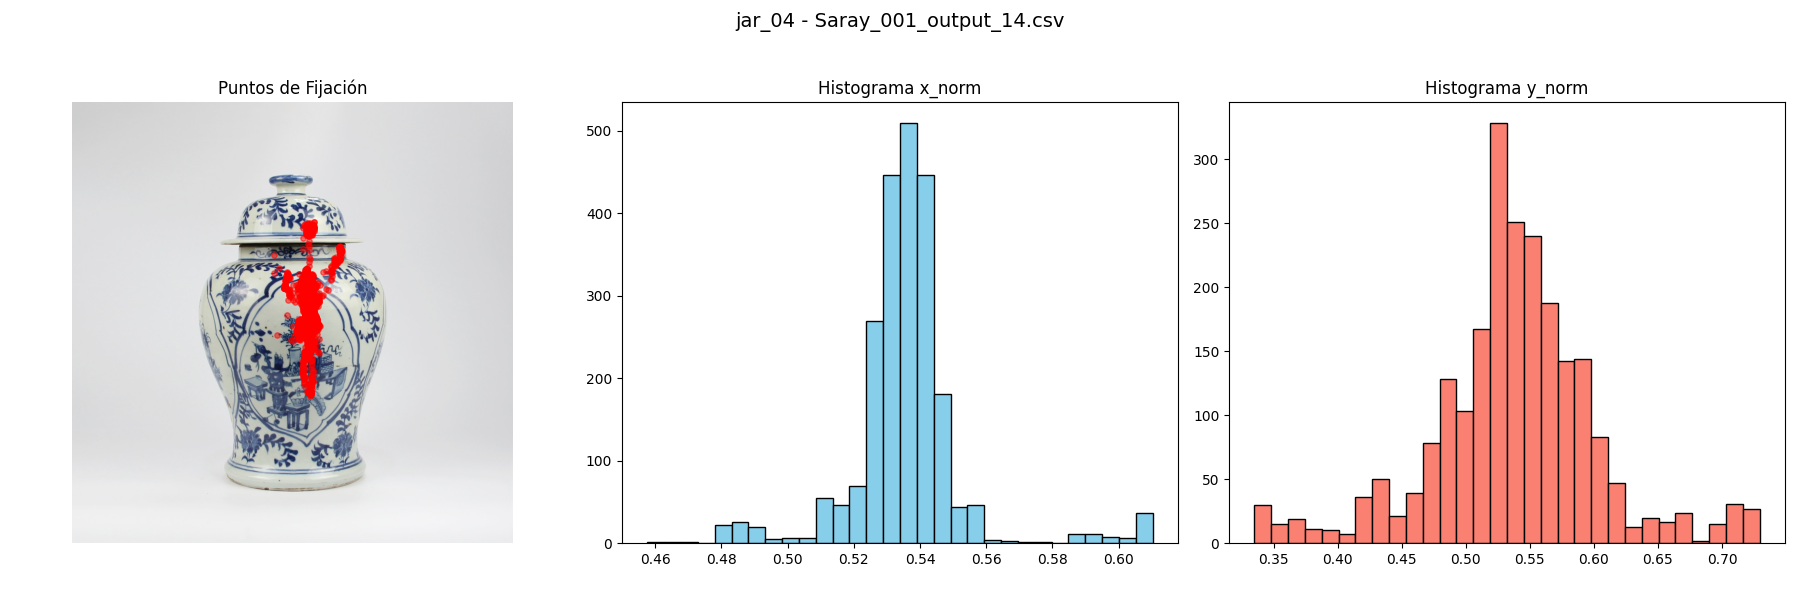 jar_04 - Saray_001_output_14.csv
Puntos de Fijación
Histograma x_norm
500
400
300
200
100
0
0.46 0.48 0.50 0.52 0.54 0.56 0.58 0.60
Histograma y_norm
300
250
200
150
100
50
0
0.35 0.40 0.45 0.50 0.55 0.60 0.65 0.70